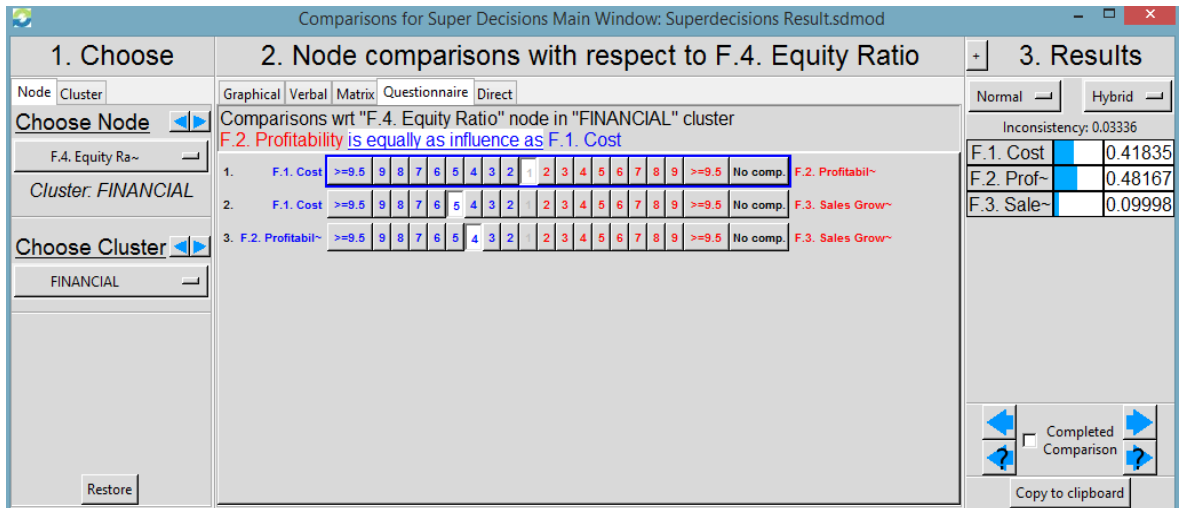 Comparisons for Super Decisions Main Window: Superdecisions Result.sdmod
1. Choose
Node Cluster
Choose Node
F.4. Equity Ra~
Cluster: FINANCIAL
Choose Cluster
FINANCIAL
Restore
2. Node comparisons with respect to F.4. Equity Ratio
Graphical Verbal Matrix Questionnaire Direct
Comparisons wrt "F.4. Equity Ratio" node in "FINANCIAL" cluster
F.2. Profitability is equally as influence as F.1. Cost
1. F.1. Cost >=9.5 9 8 7 6 5 4 3 2 1 2 3 4 5 6 7 8 9 >=9.5 No comp. F.2. Profitabil~
2. F.1. Cost >=9.5 9 8 7 6 5 4 3 2 1 2 3 4 5 6 7 8 9 >=9.5 No comp. F.3. Sales Grow~
3. F.2. Profitabil~ >=9.5 9 8 7 6 5 4 3 2 1 2 3 4 5 6 7 8 9 >=9.5 No comp. F.3. Sales Grow~
+ 3. Results
Normal Hybrid
Inconsistency: 0.03336
F.1. Cost 0.41835
F.2. Prof~ 0.48167
F.3. Sale~ 0.09998
Completed
Comparison
? ?
Copy to clipboard